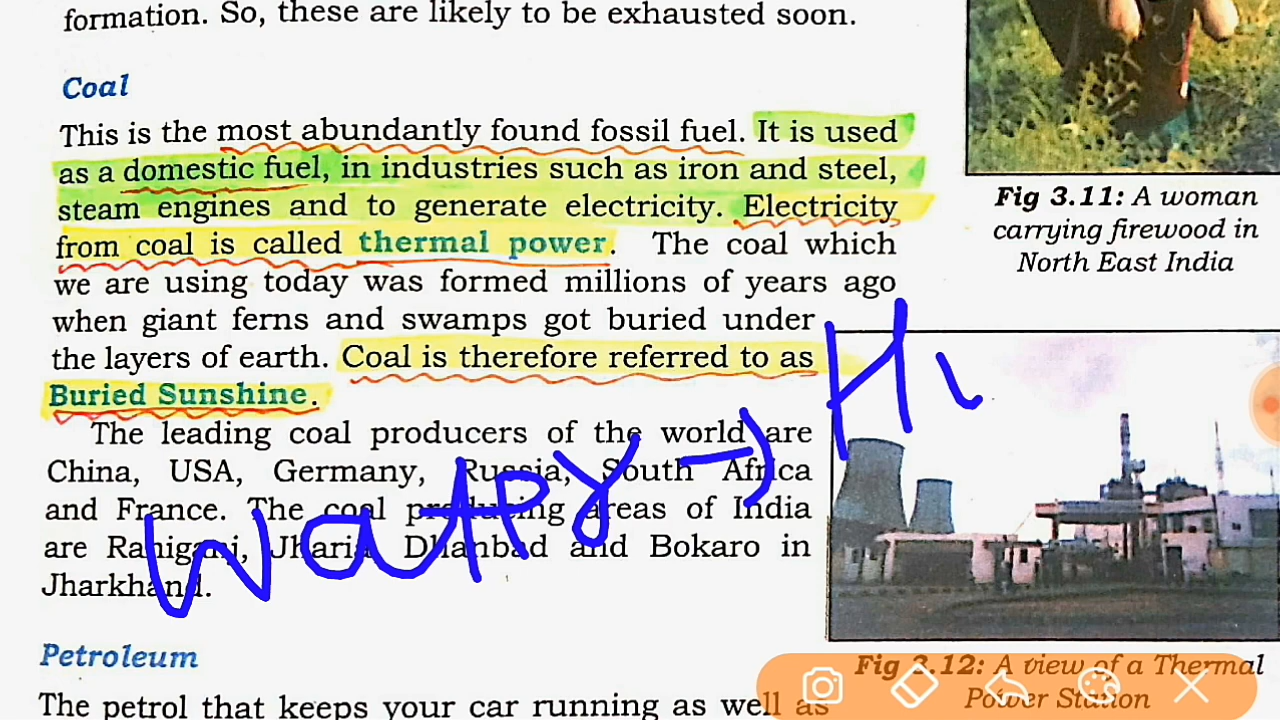 formation. So, these are likely to be exhausted soon.
Coal
This is the most abundantly found fossil fuel. It is used
as a domestic fuel, in industries such as iron and steel,
steam engines and to generate electricity. Electricity
from coal is called thermal power. The coal which
we are using today was formed millions of years ago
when giant ferns and swamps got buried under
the layers of earth. Coal is therefore referred to as
Buried Sunshine.
The leading coal producers of the world are
China, USA, Germany, Russia, South Africa
and France. The coal producing areas of India
are Raniganj, Jharia, Dhanbad and Bokaro in
Jharkhand.
Water → Hy
Petroleum
The petrol that keeps your car running as well as
Fig 3.11: A woman
carrying firewood in
North East India
Fig 3.12: A view of a Thermal
Power Station